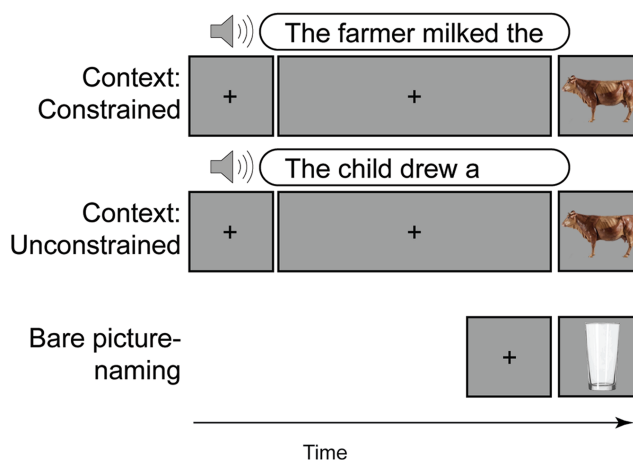 The farmer milked the
Context:
Constrained
+
+
The child drew a
Context:
Unconstrained
+
+
Bare picture-
naming
+
Time